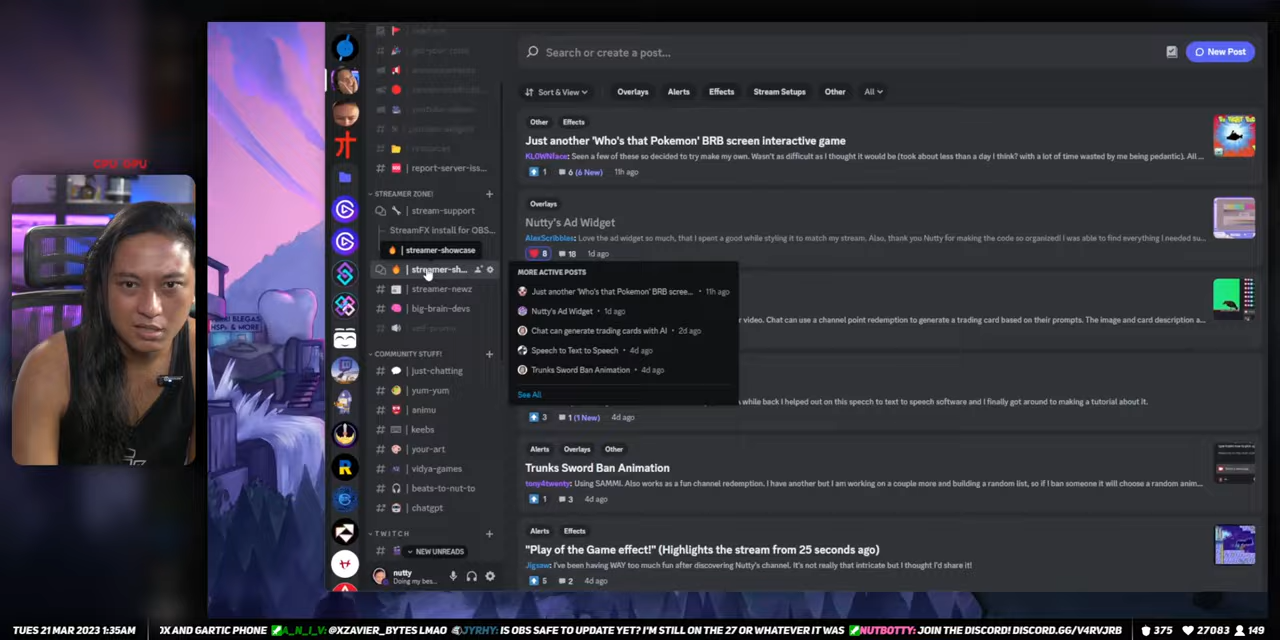 CPU GPU
report-server-iss...
STREAMER ZONE!
stream-support
StreamFX install for OBS...
streamer-showcase
streamer-sh...
streamer-newz
big-brain-devs
self-promo
COMMUNITY STUFF!
just-chatting
yum-yum
animu
keebs
your-art
vidya-games
beats-to-nut-to
chatgpt
TWITCH
NEW UNREADS
nutty
Doing my bes...
Search or create a post...
New Post
Sort & View
Overlays
Alerts
Effects
Stream Setups
Other
All
Other Effects
Just another 'Who's that Pokemon' BRB screen interactive game
KL0WNface: Seen a few of these so decided to try make my own. Wasn't as difficult as I thought it would be (took about less than a day I think? with a lot of time wasted by me being pedantic). All ...
1 6 (6 New) 11h ago
Overlays
Nutty's Ad Widget
AlexScribbles: Love the ad widget so much, that I spent a good while styling it to match my stream. Also, thank you Nutty for making the code so organized! I was able to find everything I needed su...
8 18 1d ago
MORE ACTIVE POSTS
Just another 'Who's that Pokemon' BRB scree... • 11h ago
Nutty's Ad Widget • 1d ago
Chat can generate trading cards with AI • 2d ago
Speech to Text to Speech • 4d ago
Trunks Sword Ban Animation • 4d ago
See All
r video. Chat can use a channel point redemption to generate a trading card based on their prompts. The image and card description a...
while back I helped out on this speech to text to speech software and I finally got around to making a tutorial about it.
3 1 (1 New) 4d ago
Alerts Overlays Other
Trunks Sword Ban Animation
tony4twenty: Using SAMMI. Also works as a fun channel redemption. I have another but I am working on a couple more and building a random list, so if I ban someone it will choose a random anim...
1 3 4d ago
Alerts Effects
"Play of the Game effect!" (Highlights the stream from 25 seconds ago)
Jigsaw: I've been having WAY too much fun after discovering Nutty's channel. It's not really that intricate but I thought I'd share it!
5 2 4d ago
TUES 21 MAR 2023 1:35AM
OX AND GARTIC PHONE A_N_I_V: @XZAVIER_BYTES LMAO JYRHY: IS OBS SAFE TO UPDATE YET? I'M STILL ON THE 27 OR WHATEVER IT WAS NUTBOTTY: JOIN THE DISCORD! DISCORD.GG/V4RVJRB
375 27083 149